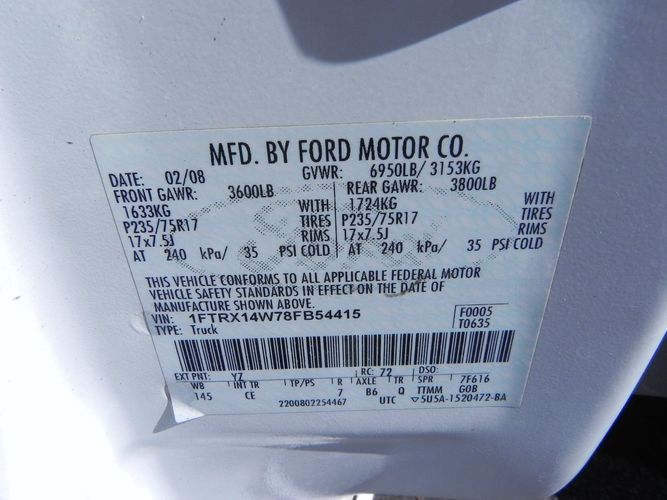 MFD. BY FORD MOTOR CO.
DATE: 02/08 GVWR: 6950LB/ 3153KG
FRONT GAWR: 3600LB REAR GAWR: 3800LB
1633KG WITH 1724KG WITH
P235/75R17 TIRES P235/75R17 TIRES
17x7.5J RIMS 17x7.5J RIMS
AT 240 kPa/ 35 PSI COLD AT 240 kPa/ 35 PSI COLD
THIS VEHICLE CONFORMS TO ALL APPLICABLE FEDERAL MOTOR
VEHICLE SAFETY STANDARDS IN EFFECT ON THE DATE OF
MANUFACTURE SHOWN ABOVE.
VIN: 1FTRX14W78FB54415 F0005
TYPE: Truck T0635
EXT PNT: YZ RC: 72 DSO:
WB INT TR TP/PS R AXLE TR SPR 7F616
145 CE 7 B6 Q TTMM GOB
2200802254467 UTC ▽5U5A-1520472-BA